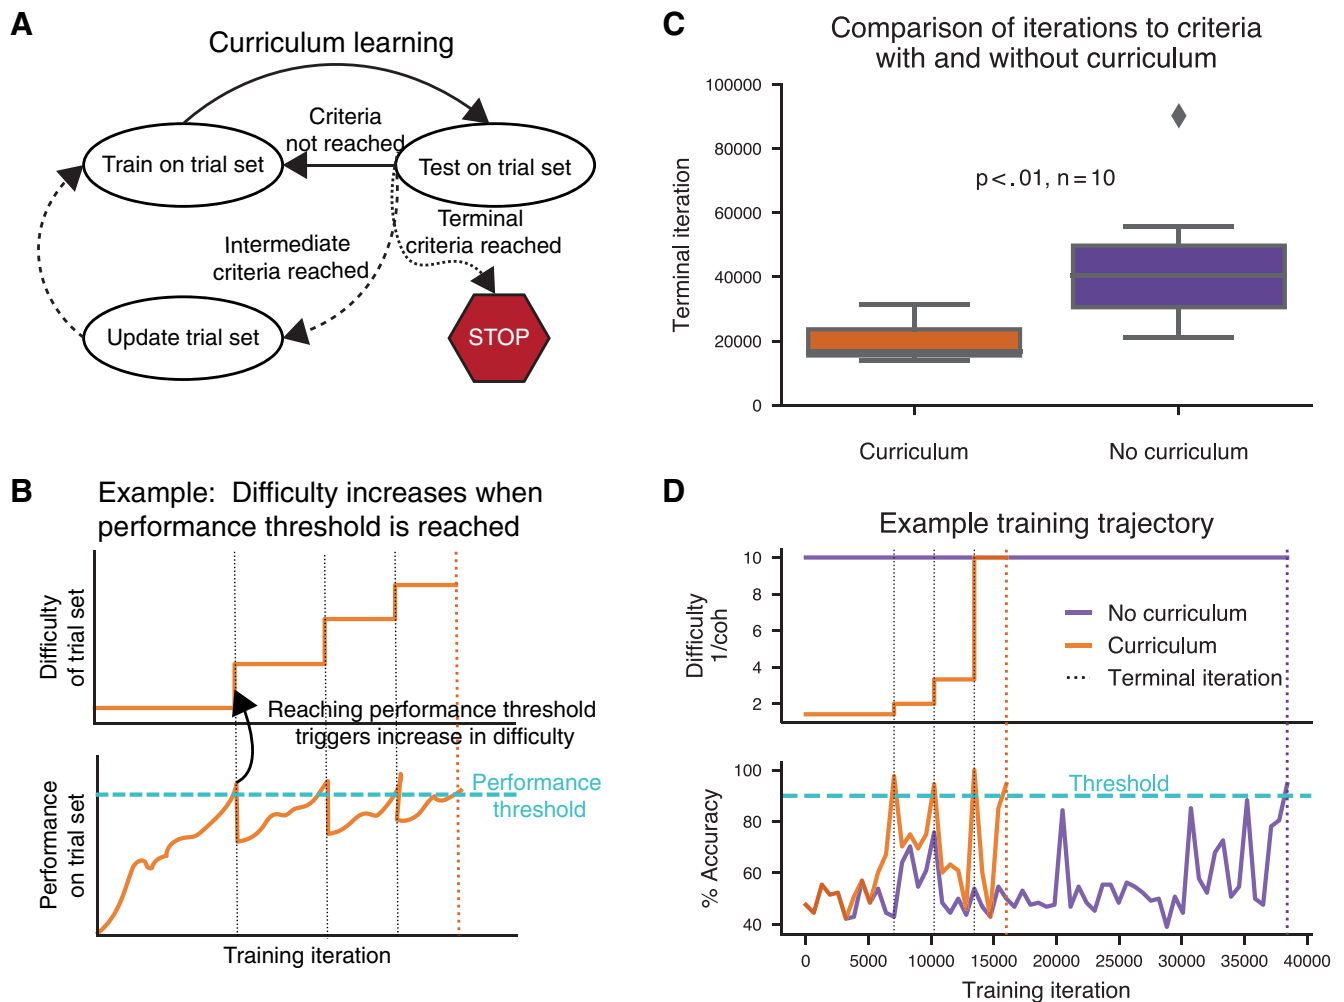 A
Curriculum learning
Criteria
not reached
Train on trial set
Test on trial set
Terminal
criteria reached
Intermediate
criteria reached
Update trial set
STOP
B
Example: Difficulty increases when
performance threshold is reached
Difficulty
of trial set
Reaching performance threshold
triggers increase in difficulty
Performance
threshold
Performance
on trial set
Training iteration
C
Comparison of iterations to criteria
with and without curriculum
Terminal iteration
100000
80000
60000
40000
20000
0
p<.01, n=10
Curriculum
No curriculum
D
Example training trajectory
Difficulty
1/coh
10
8
6
4
2
No curriculum
Curriculum
Terminal iteration
% Accuracy
100
80
60
40
Threshold
0
5000
10000
15000
20000
25000
30000
35000
40000
Training iteration